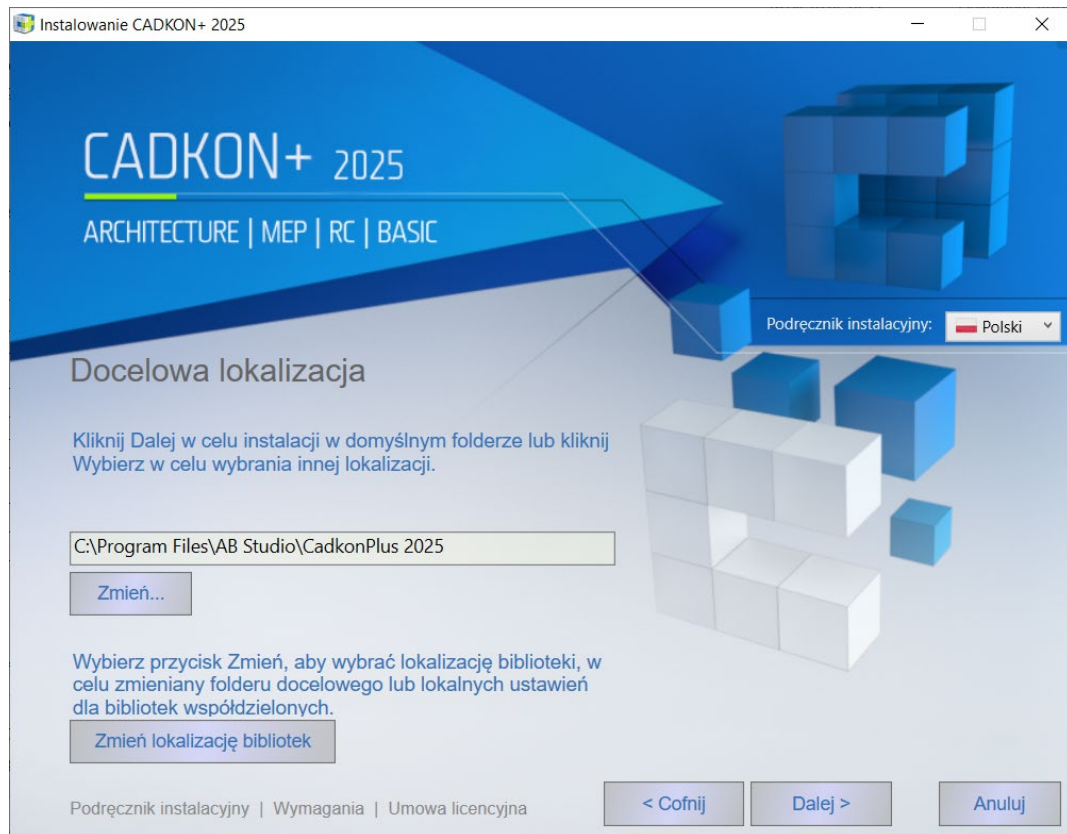 Instalowanie CADKON+ 2025
CADKON+ 2025
ARCHITECTURE | MEP | RC | BASIC
Podręcznik instalacyjny:
Polski
Docelowa lokalizacja
Kliknij Dalej w celu instalacji w domyślnym folderze lub kliknij
Wybierz w celu wybrania innej lokalizacji.
C:\Program Files\AB Studio\CadkonPlus 2025
Zmień...
Wybierz przycisk Zmień, aby wybrać lokalizację biblioteki, w
celu zmieniany folderu docelowego lub lokalnych ustawień
dla bibliotek współdzielonych.
Zmień lokalizację bibliotek
Podręcznik instalacyjny | Wymagania | Umowa licencyjna
< Cofnij
Dalej >
Anuluj